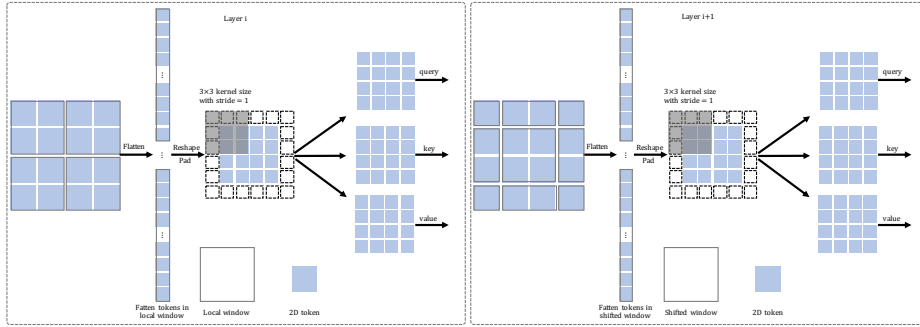 Layer i
3×3 kernel size
with stride = 1
Flatten
Reshape
Pad
query
key
value
Fatten tokens in
local window
Local window
2D token
Layer i+1
3×3 kernel size
with stride = 1
Flatten
Reshape
Pad
query
key
value
Fatten tokens in
shifted window
Shifted window
2D token